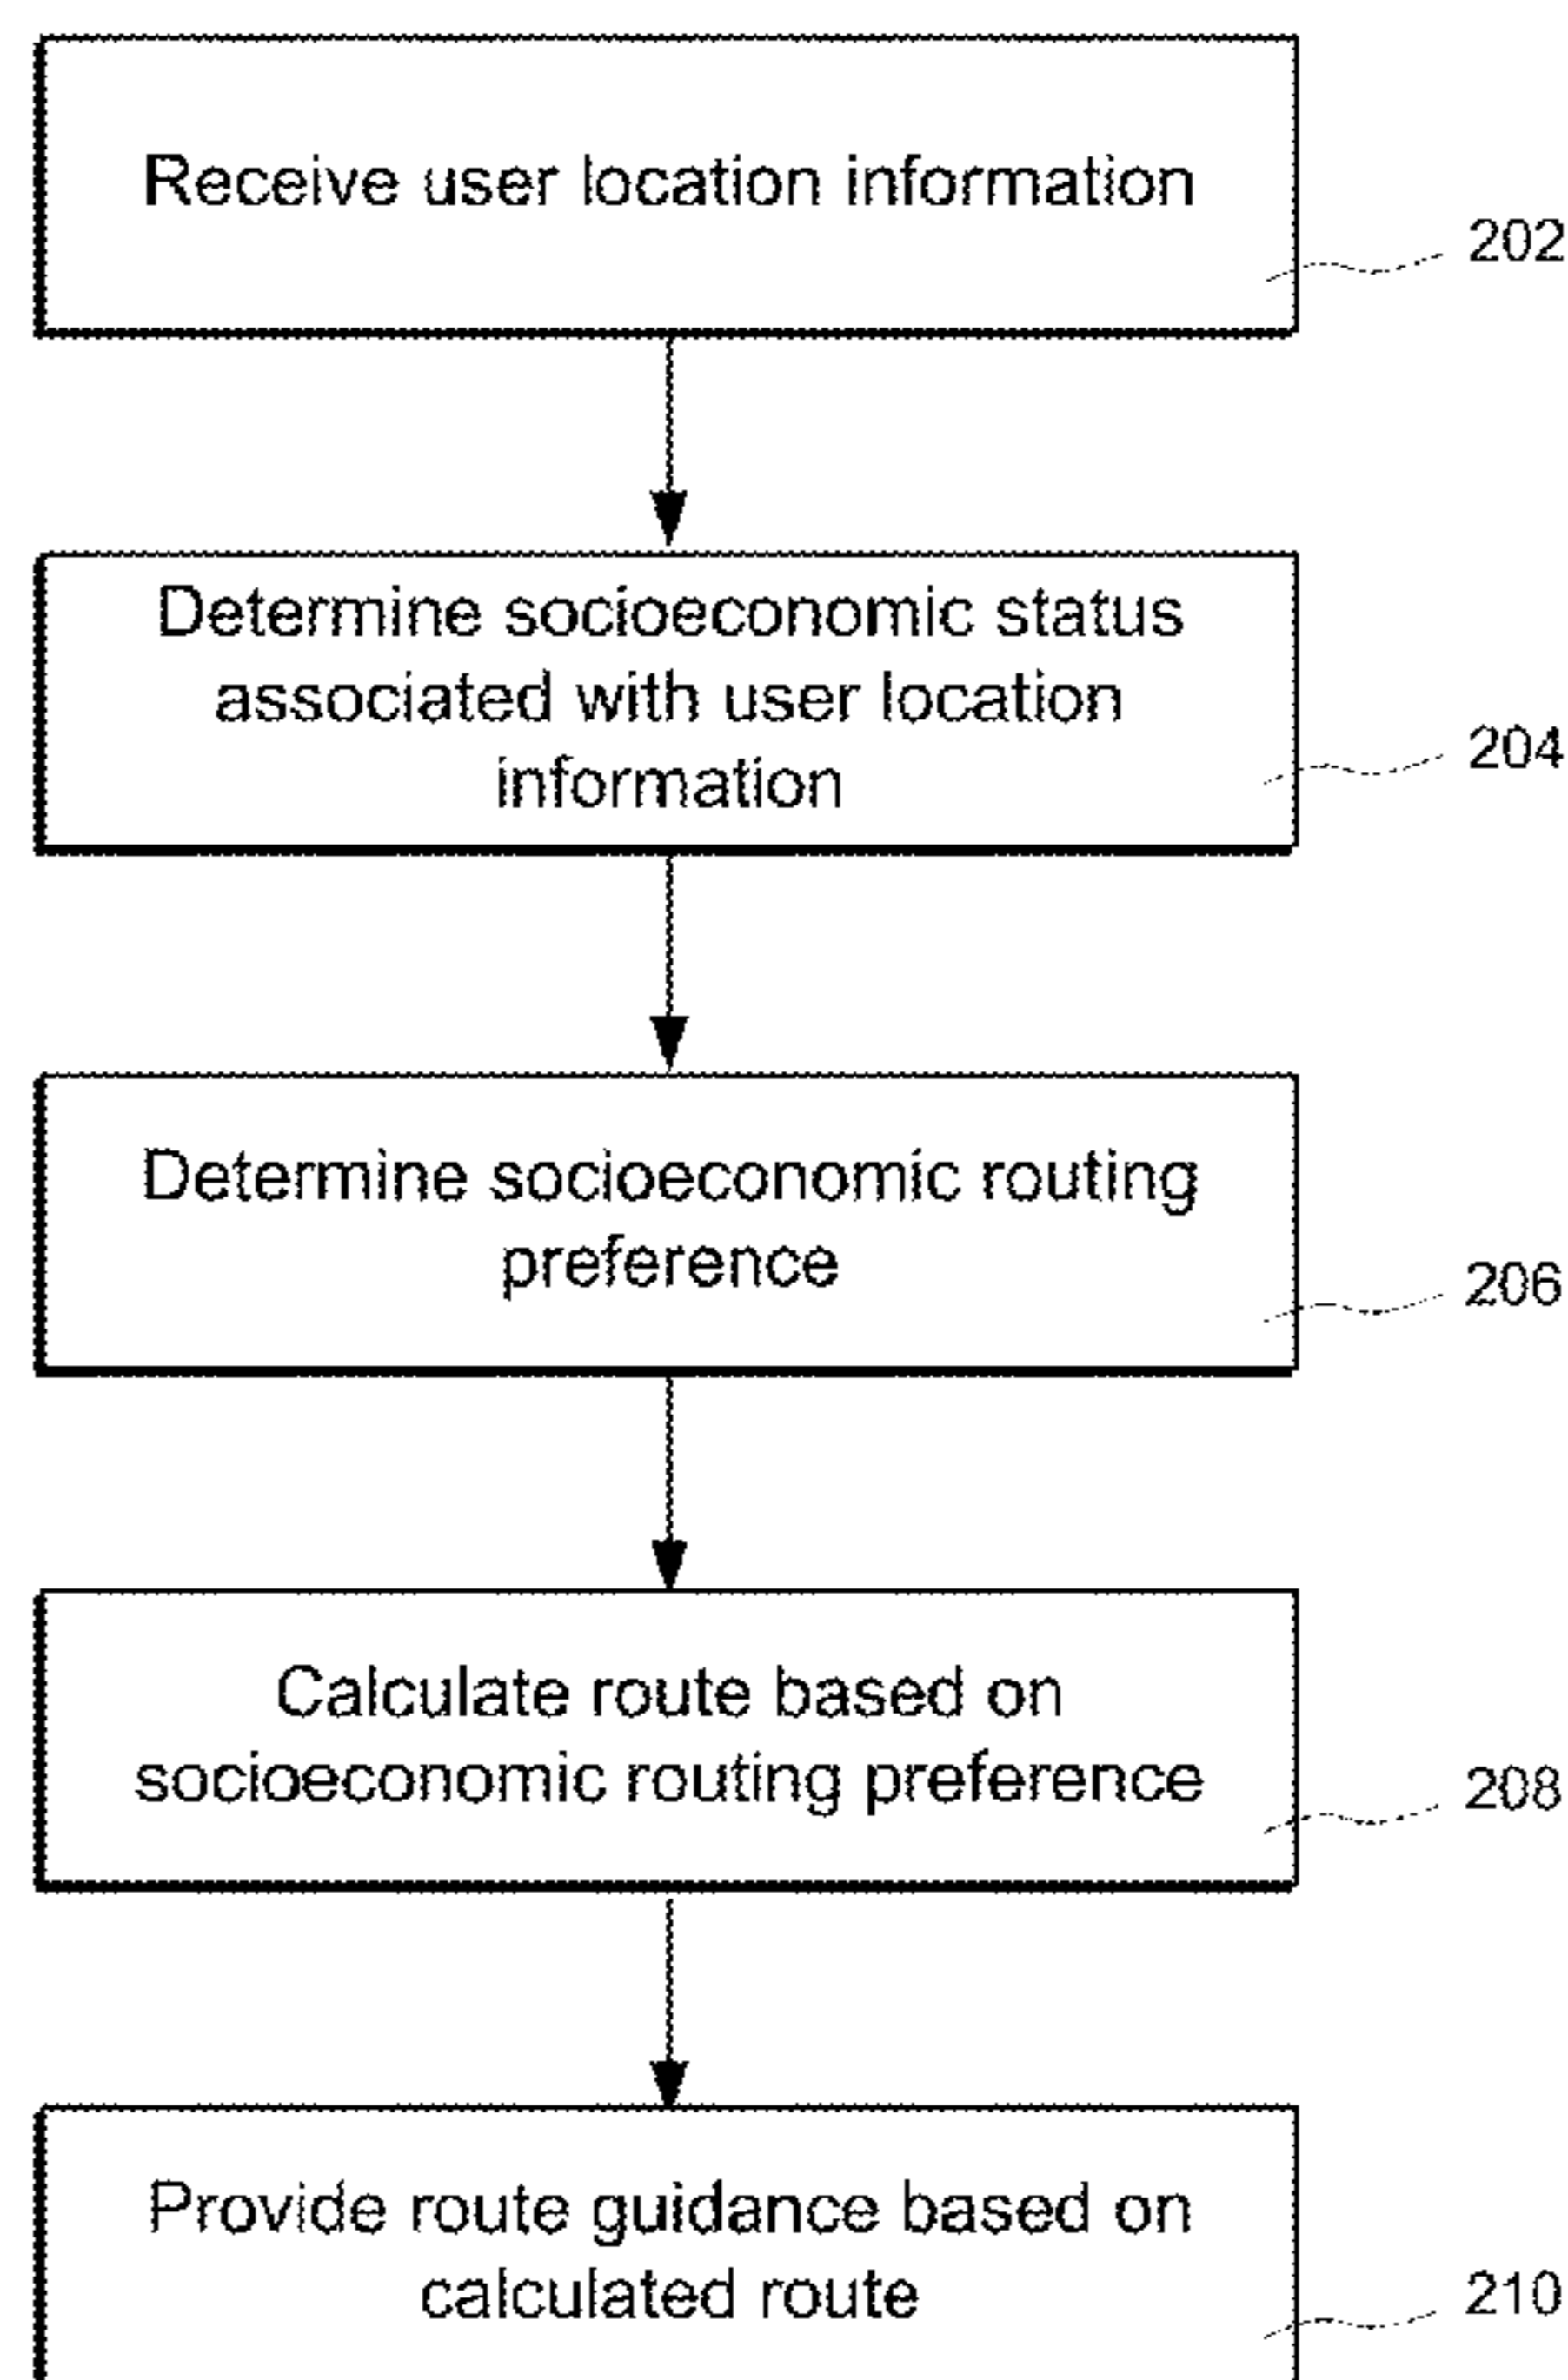 Receive user location information
202
Determine socioeconomic status
associated with user location
information
204
Determine socioeconomic routing
preference
206
Calculate route based on
socioeconomic routing preference
208
Provide route guidance based on
calculated route
210